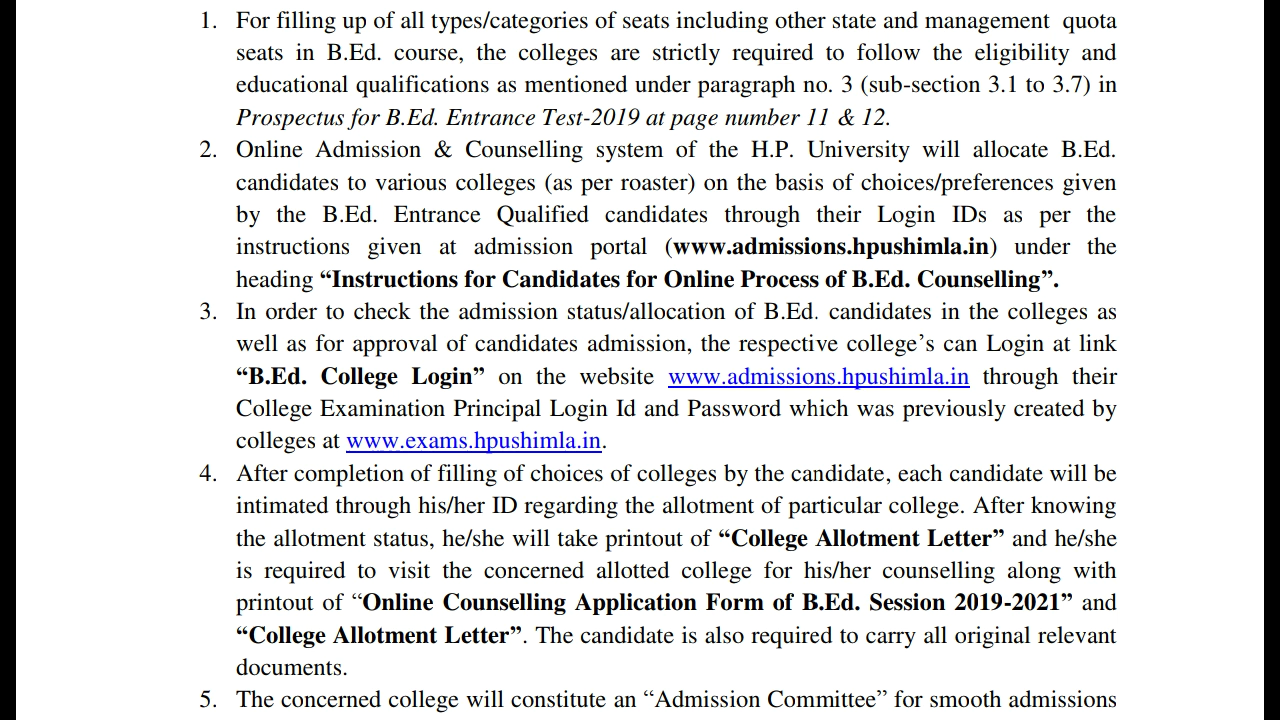 1. For filling up of all types/categories of seats including other state and management quota
seats in B.Ed. course, the colleges are strictly required to follow the eligibility and
educational qualifications as mentioned under paragraph no. 3 (sub-section 3.1 to 3.7) in
Prospectus for B.Ed. Entrance Test-2019 at page number 11 & 12.
2. Online Admission & Counselling system of the H.P. University will allocate B.Ed.
candidates to various colleges (as per roaster) on the basis of choices/preferences given
by the B.Ed. Entrance Qualified candidates through their Login IDs as per the
instructions given at admission portal (www.admissions.hpushimla.in) under the
heading “Instructions for Candidates for Online Process of B.Ed. Counselling”.
3. In order to check the admission status/allocation of B.Ed. candidates in the colleges as
well as for approval of candidates admission, the respective college’s can Login at link
“B.Ed. College Login” on the website www.admissions.hpushimla.in through their
College Examination Principal Login Id and Password which was previously created by
colleges at www.exams.hpushimla.in.
4. After completion of filling of choices of colleges by the candidate, each candidate will be
intimated through his/her ID regarding the allotment of particular college. After knowing
the allotment status, he/she will take printout of “College Allotment Letter” and he/she
is required to visit the concerned allotted college for his/her counselling along with
printout of “Online Counselling Application Form of B.Ed. Session 2019-2021” and
“College Allotment Letter”. The candidate is also required to carry all original relevant
documents.
5. The concerned college will constitute an “Admission Committee” for smooth admissions